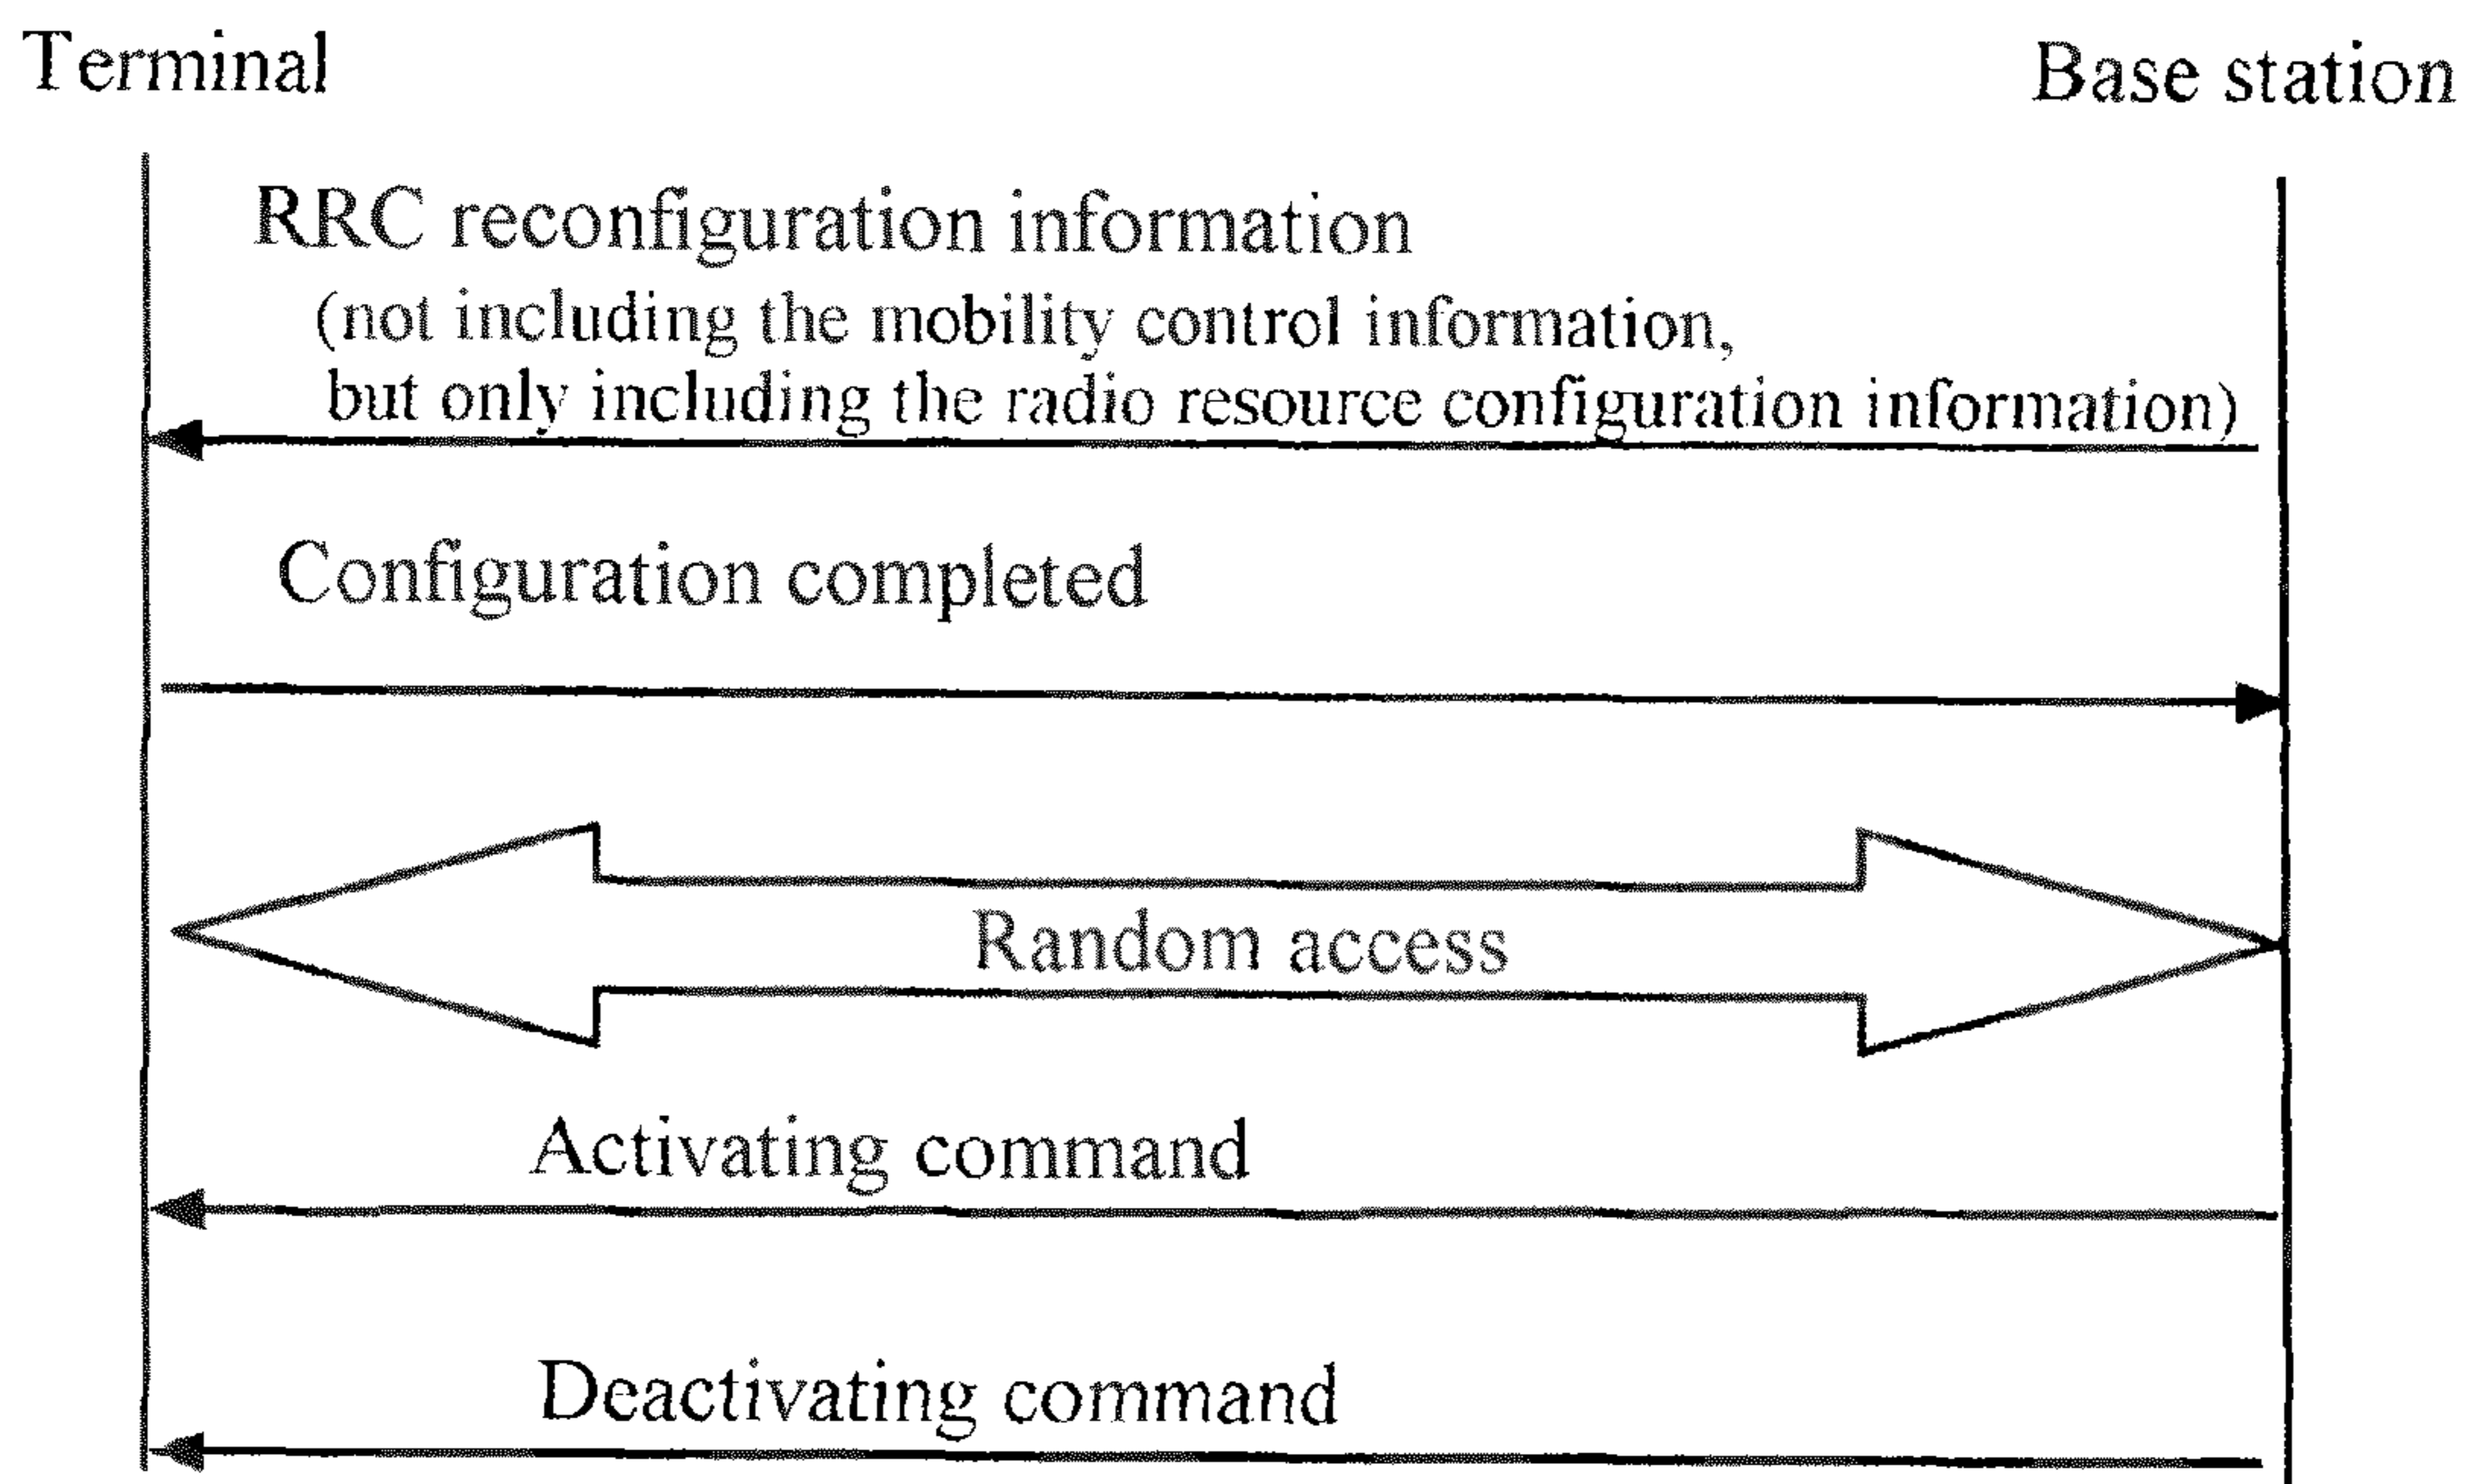 Terminal
Base station
RRC reconfiguration information
(not including the mobility control information,
but only including the radio resource configuration information)
Configuration completed
Random access
Activating command
Deactivating command